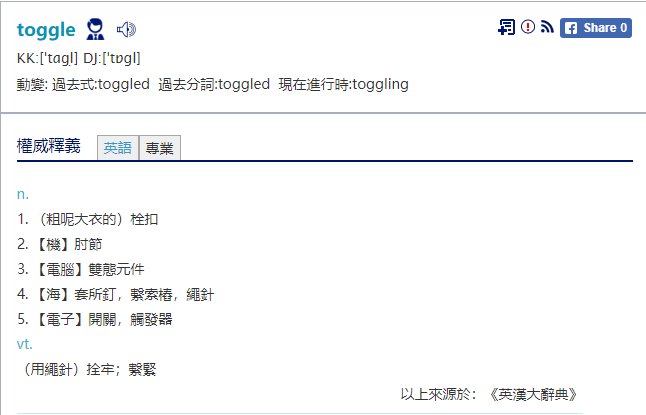 toggle
Share 0
KK:['tɑgl̩] DJ:['tɒgl]
動變: 過去式:toggled 過去分詞:toggled 現在進行時:toggling
權威釋義 英語 專業
n.
1. （粗呢大衣的）栓扣
2. 【機】肘節
3. 【電腦】雙態元件
4. 【海】套所釘，繫索樁，繩針
5. 【電子】開關，觸發器
vt.
（用繩針）拴牢；繫緊
以上來源於：《英漢大辭典》